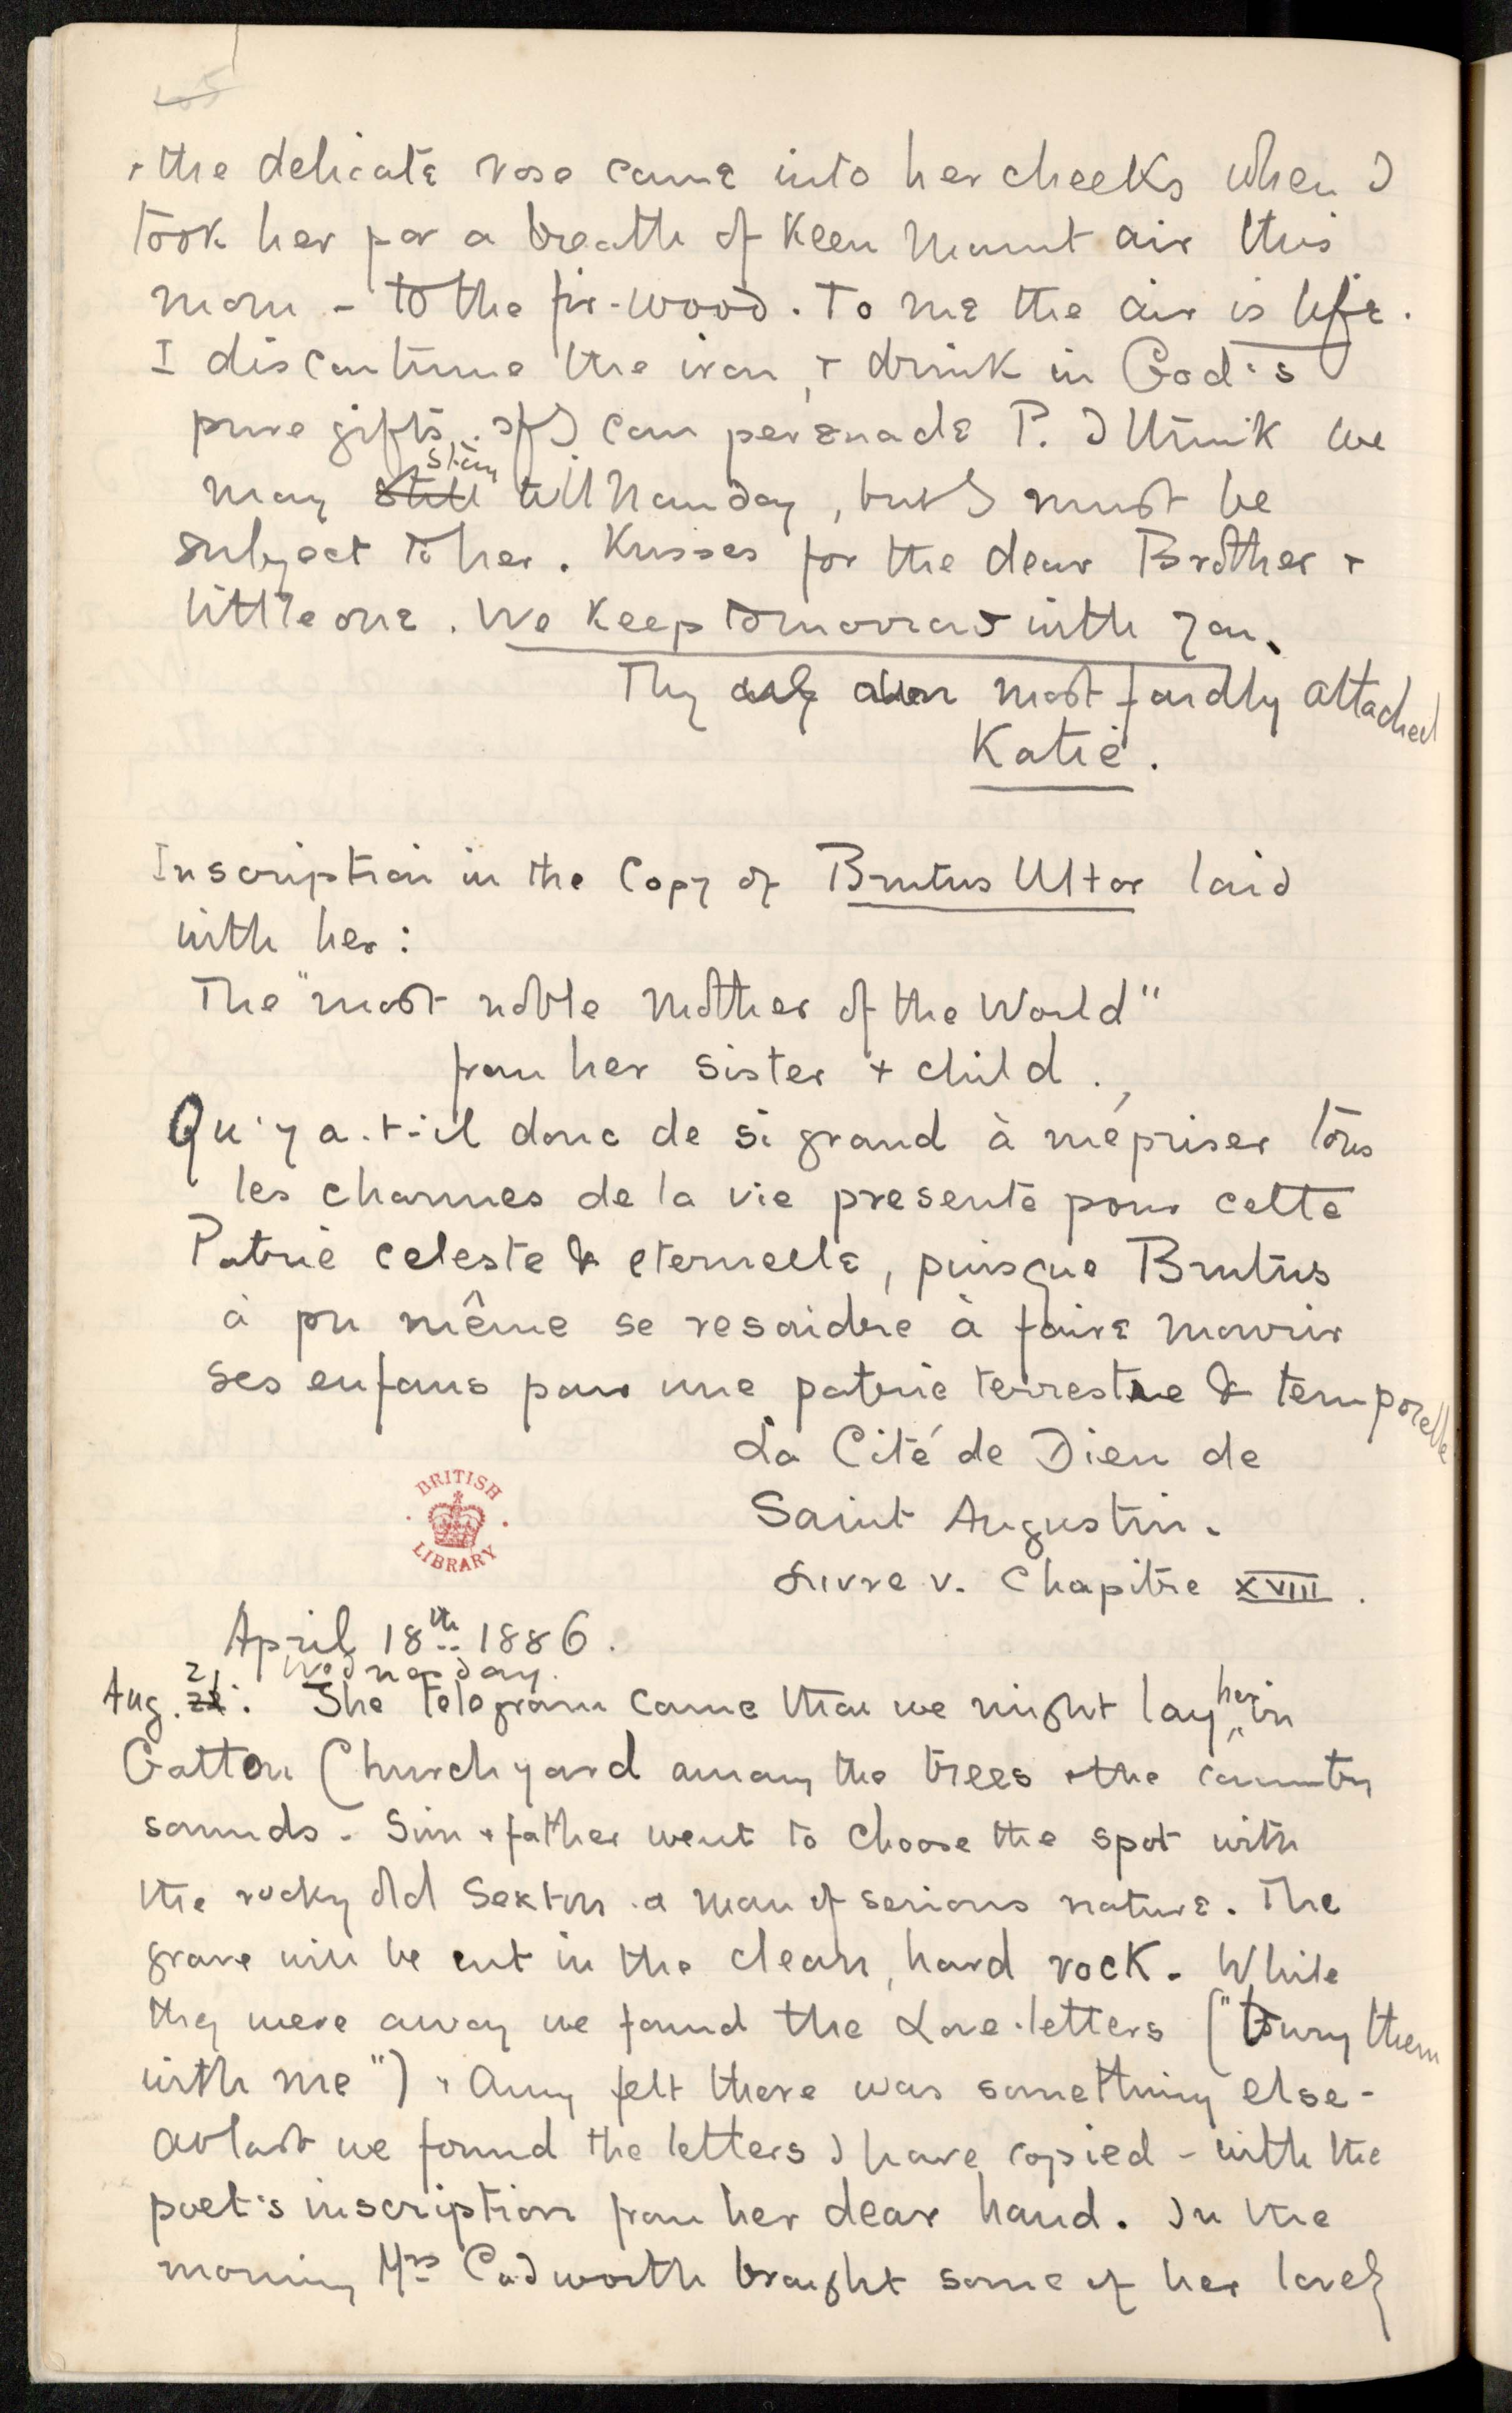 + the delicate rose came into her cheeks when I
took her for a breath of keen Mount air this
morn – to the fir-wood. To me the air is life.
I discontinue the iron, + drink in God's
pure gifts. If I can persuade P. I think we
may still stay till Monday, but I must be
subject to her. Kisses for the dear Brother +
little one. We keep tomorrow with you.
Thy only own most fondly attached
Katie.
Inscription in the Copy of Brutus Ultor laid
with her:
The "most noble Mother of the World"
from her sister + child.
Qu'y a-t-il donc de si grand à mépriser tous
les charmes de la vie presente pour cette
Patrie celeste & eternelle, puisque Brutus
à pu même se resoidre à faire mourir
ses enfans pour une patrie terrestre & temporelle
La Cité de Dieu de
Saint Augustin.
Livre v. Chapitre XVIII.
BRITISH
LIBRARY
April 18th 1886.
Wednesday.
Aug. 21. The telegram came that we might lay her in
Gatton Churchyard among the trees + the country
sounds. Sim + father went to choose the spot with
the rocky old Sexton a man of serious nature. The
grave will be cut in the clean, hard rock. While
they were away we found the Love-letters ("Bury them
with me") + Amy felt there was something else –
at last we found the letters I have copied – with the
poet's inscription from her dear hand. In the
morning Mrs Cadworth brought some of her lovely